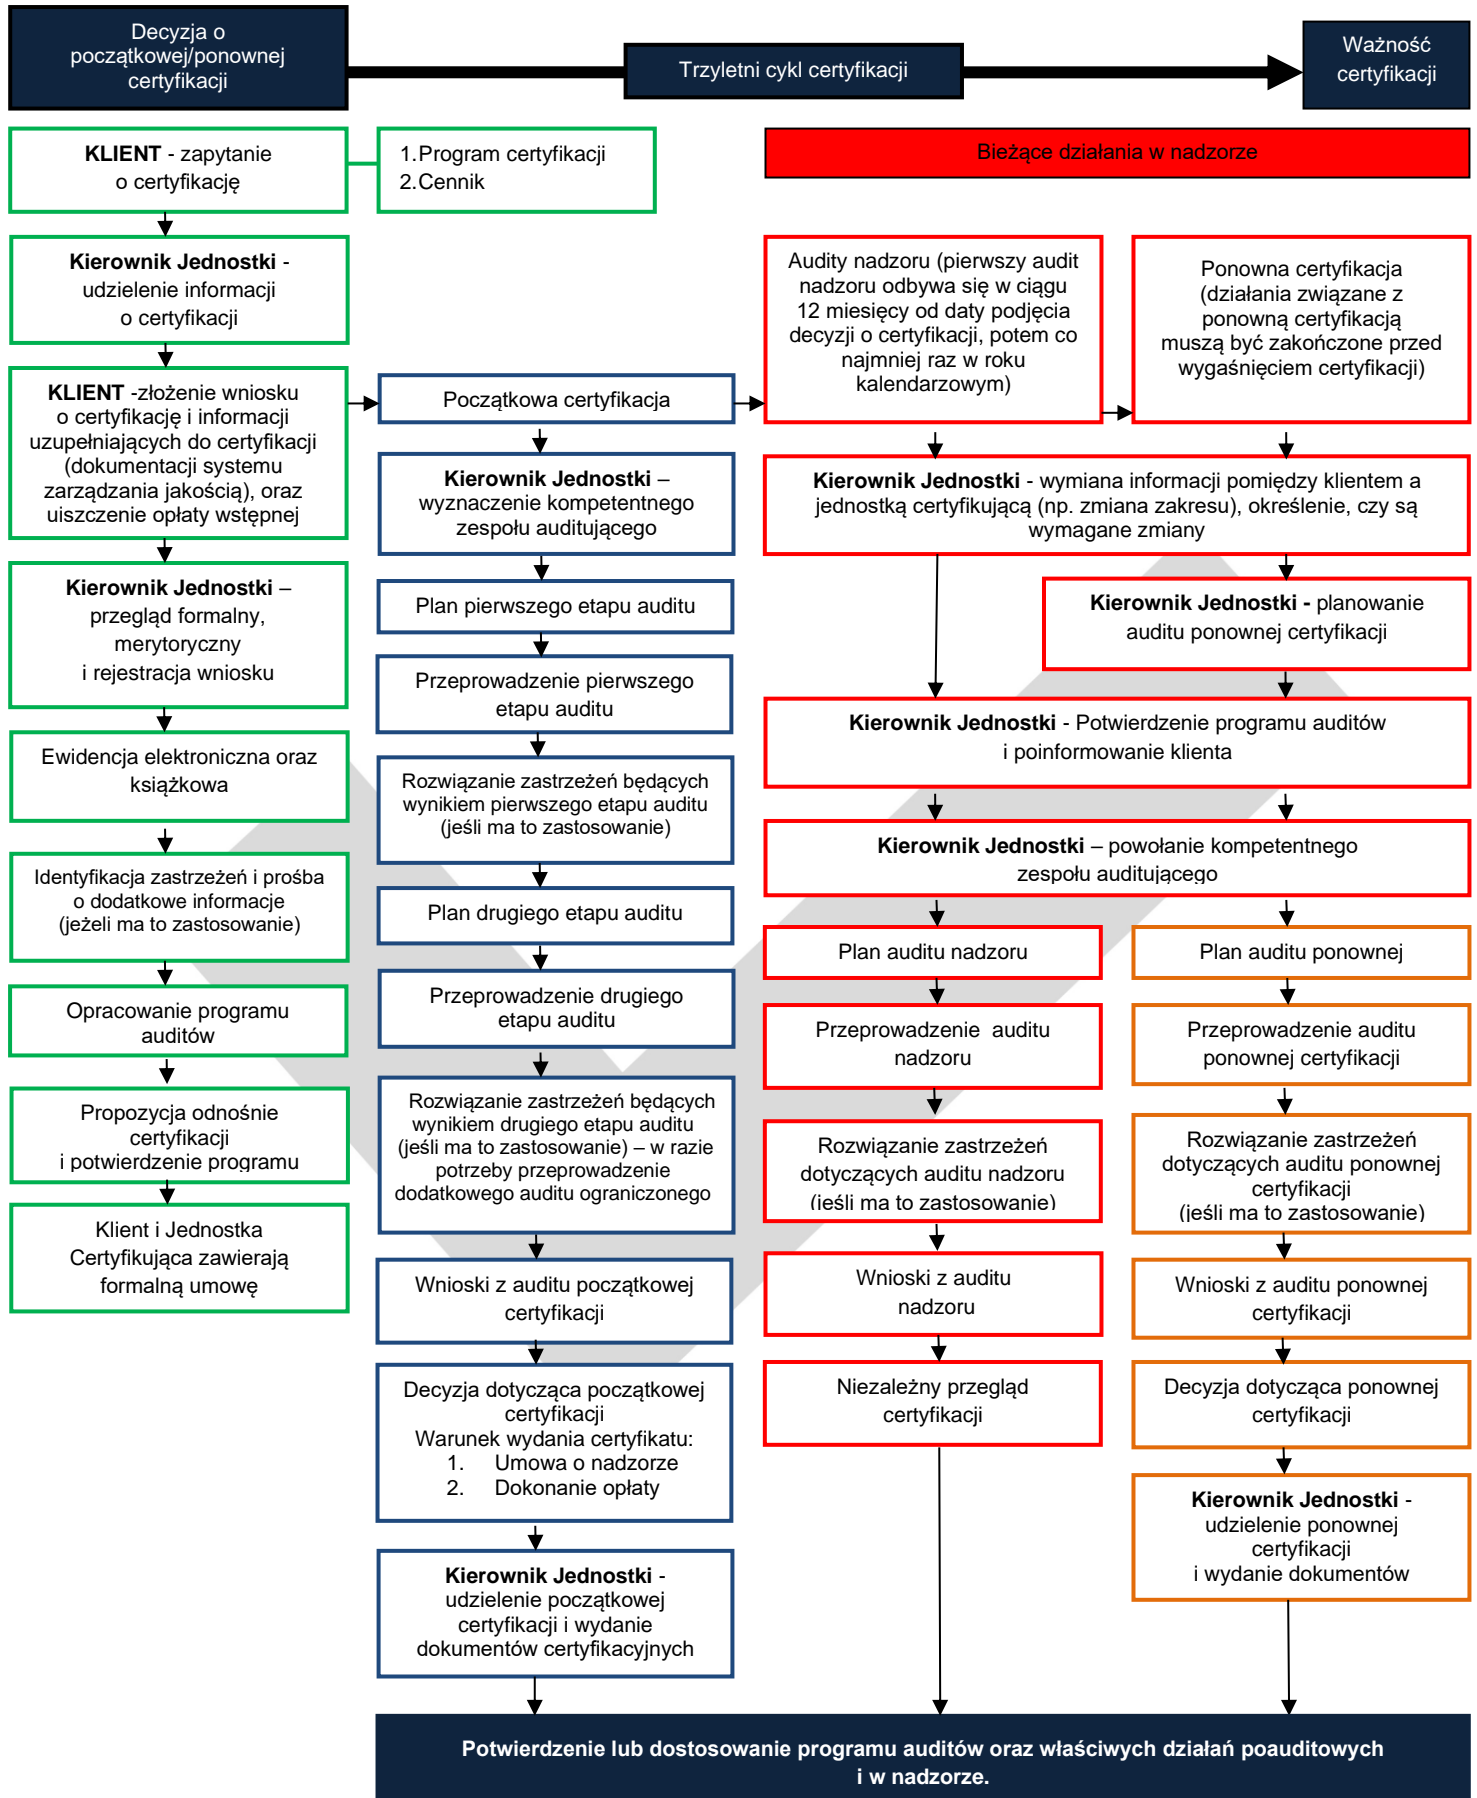 Decyzja o
początkowej/ponownej
certyfikacji
Trzyletni cykl certyfikacji
Ważność
certyfikacji
KLIENT - zapytanie
o certyfikację
1.Program certyfikacji
2.Cennik
Bieżące działania w nadzorze
Kierownik Jednostki -
udzielenie informacji
o certyfikacji
KLIENT -złożenie wniosku
o certyfikację i informacji
uzupełniających do certyfikacji
(dokumentacji systemu
zarządzania jakością), oraz
uiszczenie opłaty wstępnej
Kierownik Jednostki –
przegląd formalny,
merytoryczny
i rejestracja wniosku
Ewidencja elektroniczna oraz
książkowa
Identyfikacja zastrzeżeń i prośba
o dodatkowe informacje
(jeżeli ma to zastosowanie)
Opracowanie programu
auditów
Propozycja odnośnie
certyfikacji
i potwierdzenie programu
Klient i Jednostka
Certyfikująca zawierają
formalną umowę
Początkowa certyfikacja
Kierownik Jednostki –
wyznaczenie kompetentnego
zespołu auditującego
Plan pierwszego etapu auditu
Przeprowadzenie pierwszego
etapu auditu
Rozwiązanie zastrzeżeń będących
wynikiem pierwszego etapu auditu
(jeśli ma to zastosowanie)
Plan drugiego etapu auditu
Przeprowadzenie drugiego
etapu auditu
Rozwiązanie zastrzeżeń będących
wynikiem drugiego etapu auditu
(jeśli ma to zastosowanie) – w razie
potrzeby przeprowadzenie
dodatkowego auditu ograniczonego
Wnioski z auditu początkowej
certyfikacji
Decyzja dotycząca początkowej
certyfikacji
Warunek wydania certyfikatu:
1. Umowa o nadzorze
2. Dokonanie opłaty
Kierownik Jednostki -
udzielenie początkowej
certyfikacji i wydanie
dokumentów certyfikacyjnych
Audity nadzoru (pierwszy audit
nadzoru odbywa się w ciągu
12 miesięcy od daty podjęcia
decyzji o certyfikacji, potem co
najmniej raz w roku
kalendarzowym)
Ponowna certyfikacja
(działania związane z
ponowną certyfikacją
muszą być zakończone przed
wygaśnięciem certyfikacji)
Kierownik Jednostki - wymiana informacji pomiędzy klientem a
jednostką certyfikującą (np. zmiana zakresu), określenie, czy są
wymagane zmiany
Kierownik Jednostki - planowanie
auditu ponownej certyfikacji
Kierownik Jednostki - Potwierdzenie programu auditów
i poinformowanie klienta
Kierownik Jednostki – powołanie kompetentnego
zespołu auditującego
Plan auditu nadzoru
Przeprowadzenie auditu
nadzoru
Rozwiązanie zastrzeżeń
dotyczących auditu nadzoru
(jeśli ma to zastosowanie)
Wnioski z auditu
nadzoru
Niezależny przegląd
certyfikacji
Plan auditu ponownej
Przeprowadzenie auditu
ponownej certyfikacji
Rozwiązanie zastrzeżeń
dotyczących auditu ponownej
certyfikacji
(jeśli ma to zastosowanie)
Wnioski z auditu ponownej
certyfikacji
Decyzja dotycząca ponownej
certyfikacji
Kierownik Jednostki -
udzielenie ponownej
certyfikacji
i wydanie dokumentów
Potwierdzenie lub dostosowanie programu auditów oraz właściwych działań poauditowych
i w nadzorze.